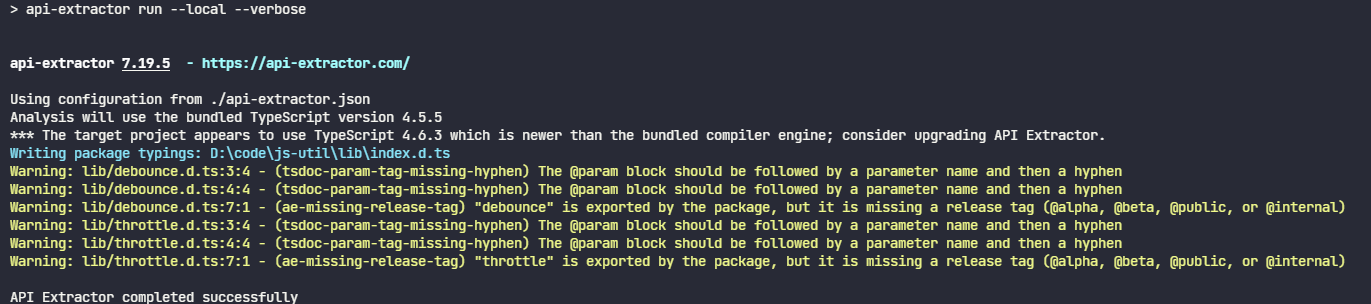 > api-extractor run --local --verbose
api-extractor 7.19.5  - https://api-extractor.com/
Using configuration from ./api-extractor.json
Analysis will use the bundled TypeScript version 4.5.5
*** The target project appears to use TypeScript 4.6.3 which is newer than the bundled compiler engine; consider upgrading API Extractor.
Writing package typings: D:\code\js-util\lib\index.d.ts
Warning: lib/debounce.d.ts:3:4 - (tsdoc-param-tag-missing-hyphen) The @param block should be followed by a parameter name and then a hyphen
Warning: lib/debounce.d.ts:4:4 - (tsdoc-param-tag-missing-hyphen) The @param block should be followed by a parameter name and then a hyphen
Warning: lib/debounce.d.ts:7:1 - (ae-missing-release-tag) "debounce" is exported by the package, but it is missing a release tag (@alpha, @beta, @public, or @internal)
Warning: lib/throttle.d.ts:3:4 - (tsdoc-param-tag-missing-hyphen) The @param block should be followed by a parameter name and then a hyphen
Warning: lib/throttle.d.ts:4:4 - (tsdoc-param-tag-missing-hyphen) The @param block should be followed by a parameter name and then a hyphen
Warning: lib/throttle.d.ts:7:1 - (ae-missing-release-tag) "throttle" is exported by the package, but it is missing a release tag (@alpha, @beta, @public, or @internal)
API Extractor completed successfully